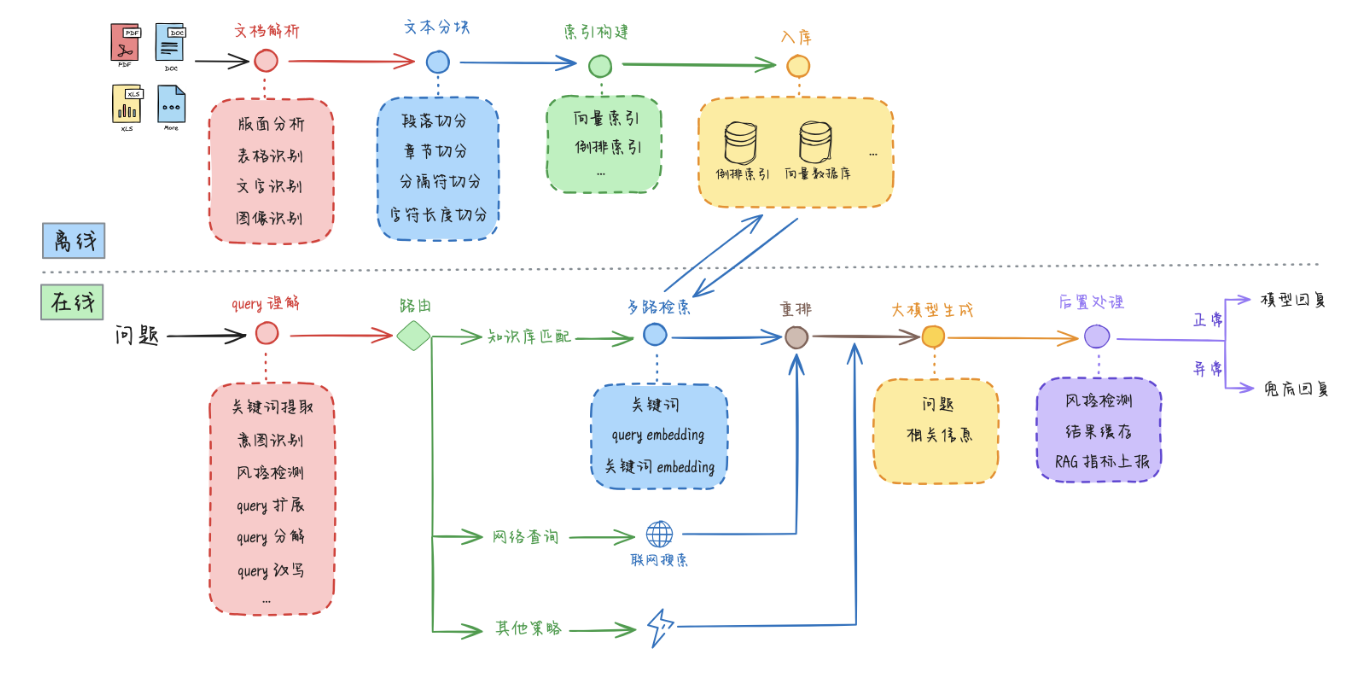 PDF
PDF
DOC
DOC
XLS
XLS
More
文档解析
版面分析
表格识别
文字识别
图像识别
文本分块
段落切分
章节切分
分隔符切分
字符长度切分
索引构建
向量索引
倒排索引
...
入库
倒排索引
向量数据库
...
离线
在线
问题
query 理解
关键词提取
意图识别
风控检测
query 扩展
query 分解
query 改写
...
路由
知识库匹配
网络查询
其他策略
多路检索
关键词
query embedding
关键词 embedding
联网搜索
重排
大模型生成
问题
相关信息
后置处理
风控检测
结果缓存
RAG 指标上报
正常
异常
模型回复
兜底回复